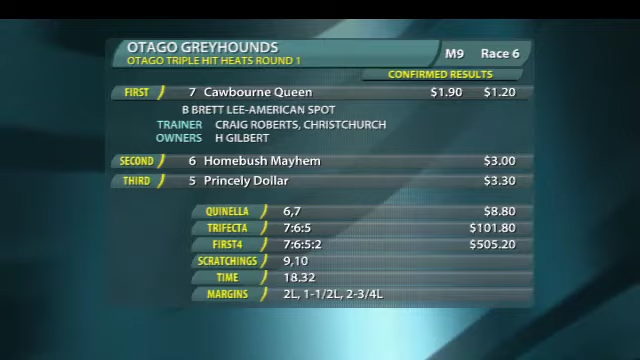 OTAGO GREYHOUNDS
OTAGO TRIPLE HIT HEATS ROUND 1
M9 Race 6
CONFIRMED RESULTS
FIRST 7 Cawbourne Queen $1.90 $1.20
B BRETT LEE-AMERICAN SPOT
TRAINER CRAIG ROBERTS, CHRISTCHURCH
OWNERS H GILBERT
SECOND 6 Homebush Mayhem $3.00
THIRD 5 Princely Dollar $3.30
QUINELLA 6,7 $8.80
TRIFECTA 7:6:5 $101.80
FIRST4 7:6:5:2 $505.20
SCRATCHINGS 9,10
TIME 18.32
MARGINS 2L, 1-1/2L, 2-3/4L